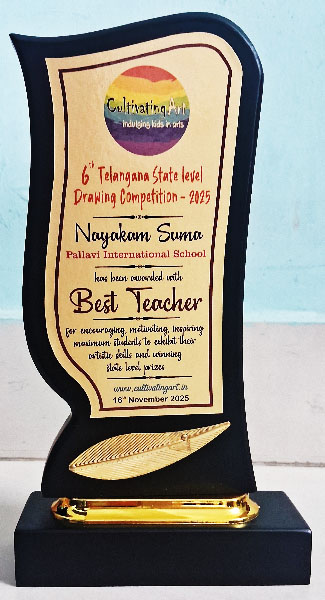 Cultivating Art
indulging kids in arts
6th Telangana State level
Drawing Competition - 2025
Nayakam Suma
Pallavi International School
has been awarded with
Best Teacher
for encouraging, motivating, inspiring
maximum students to exhibit their
artistic skills and winning
state level prizes
www.cultivatingart.in
16th November 2025